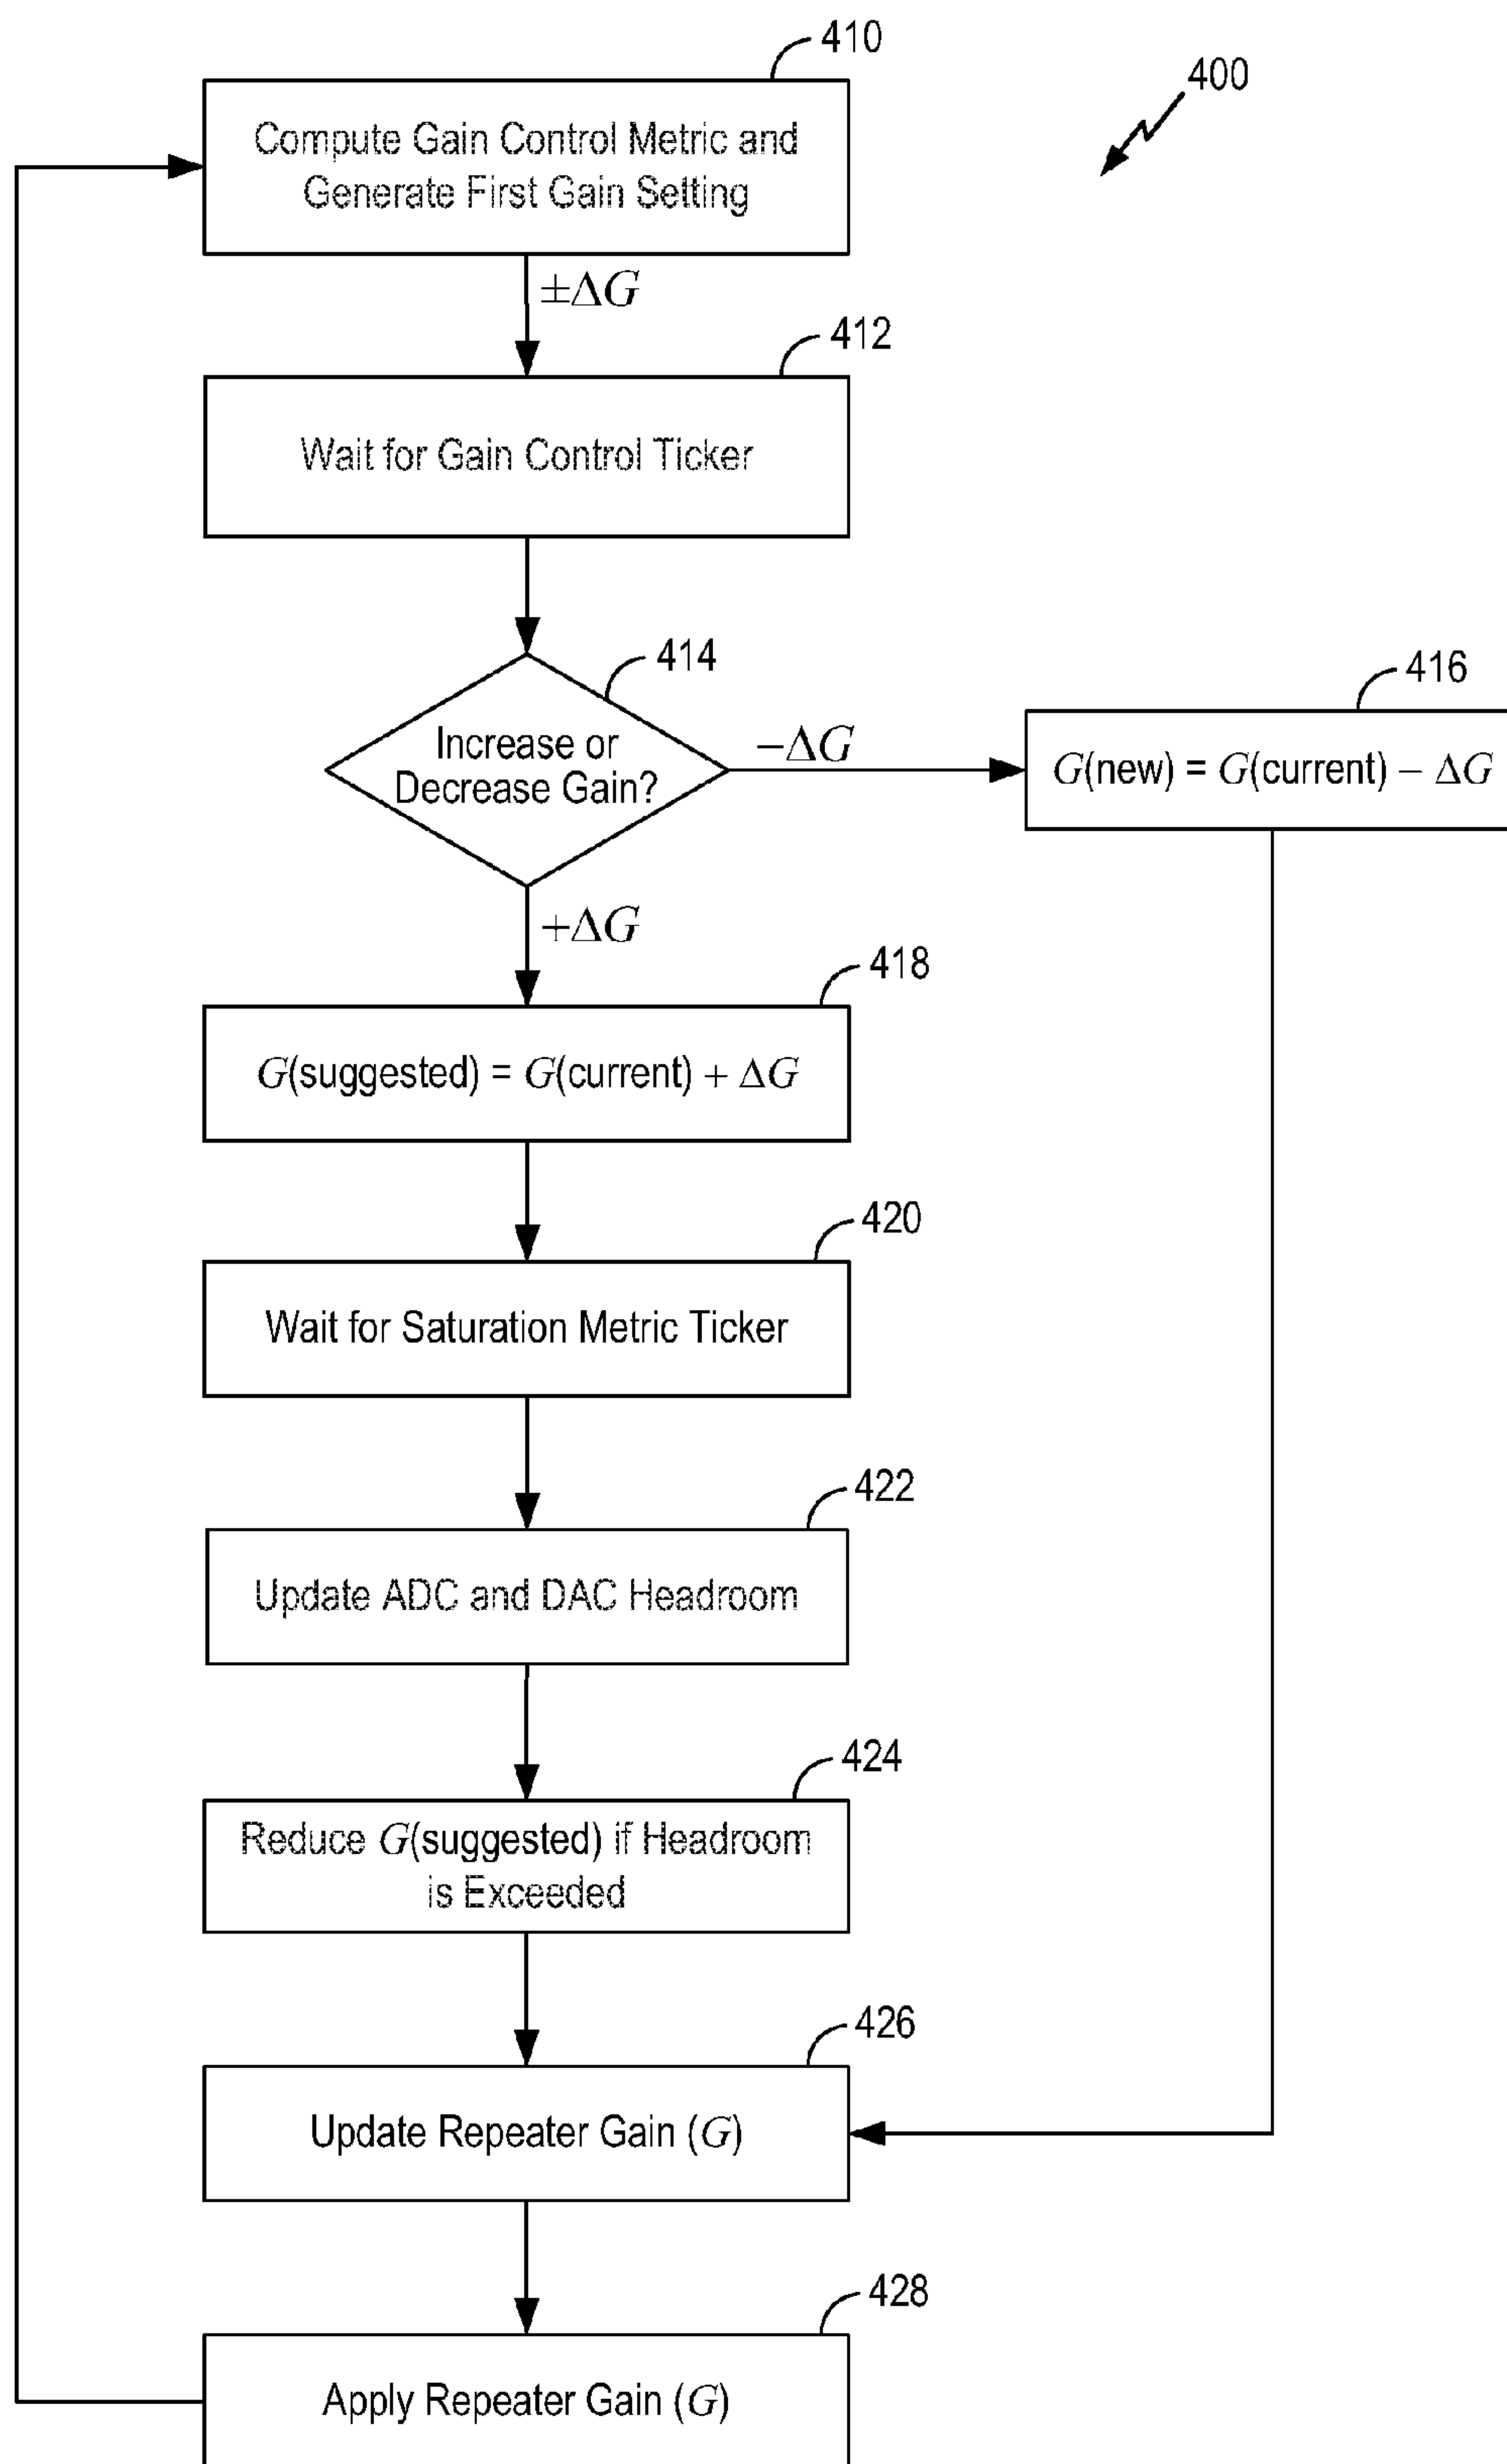 410
400
Compute Gain Control Metric and
Generate First Gain Setting
±ΔG
412
Wait for Gain Control Ticker
414
Increase or
Decrease Gain?
−ΔG
416
G(new) = G(current) − ΔG
+ΔG
418
G(suggested) = G(current) + ΔG
420
Wait for Saturation Metric Ticker
422
Update ADC and DAC Headroom
424
Reduce G(suggested) if Headroom
is Exceeded
426
Update Repeater Gain (G)
428
Apply Repeater Gain (G)